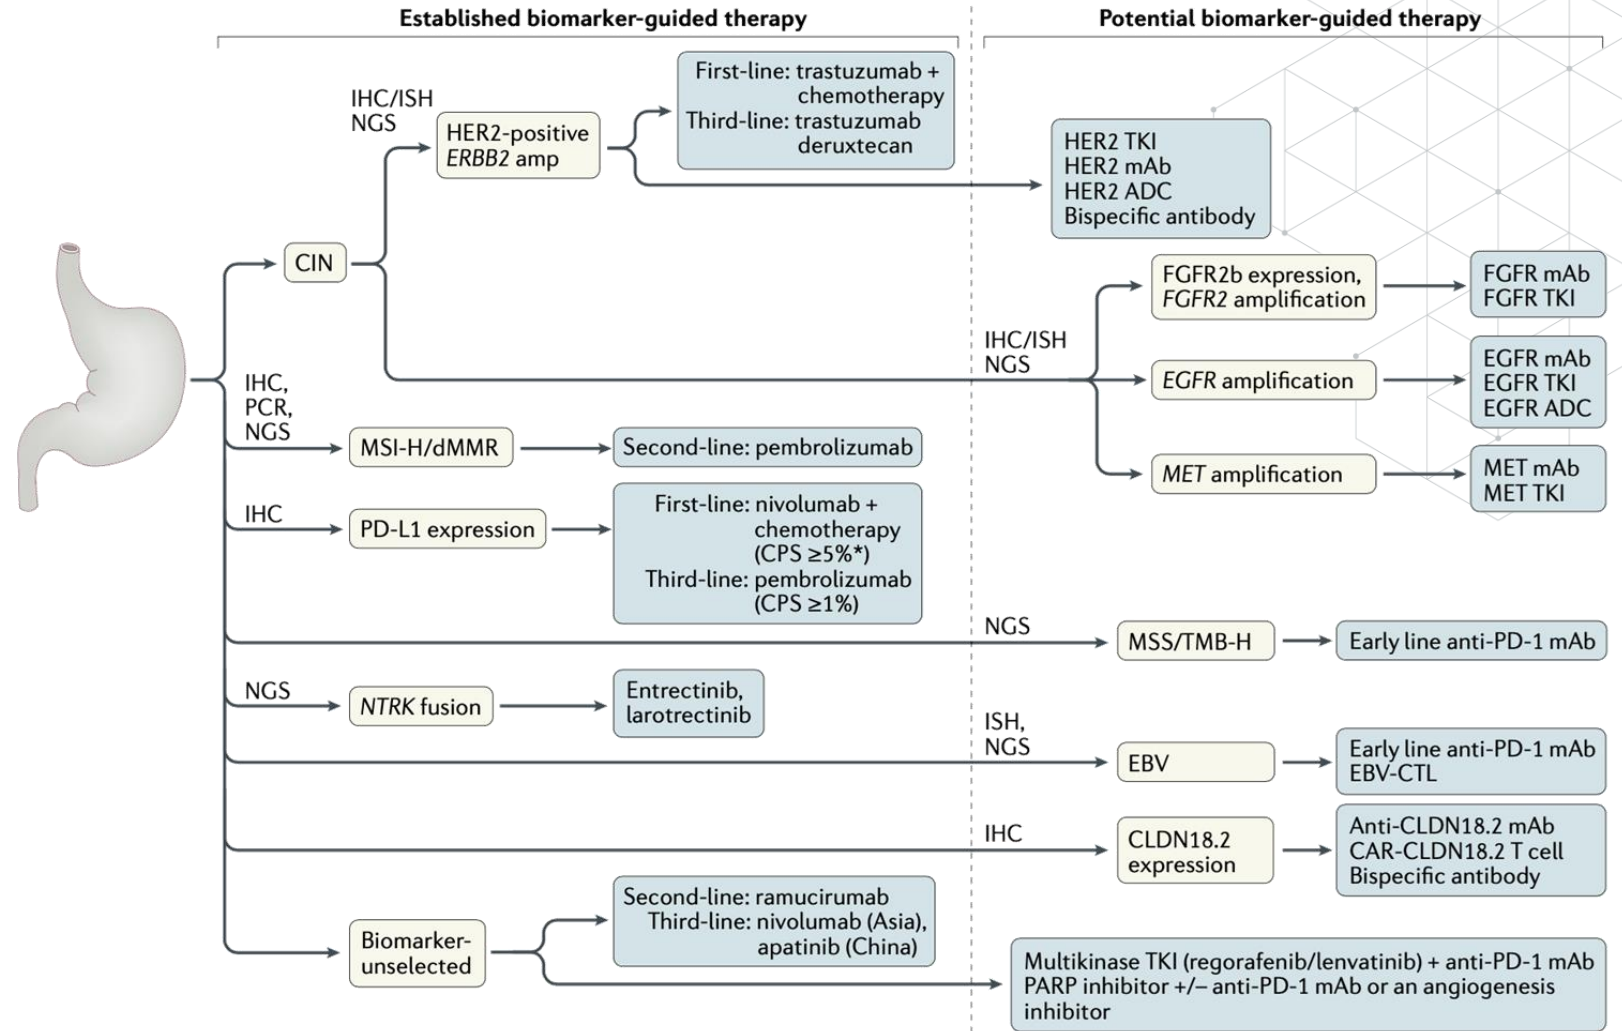 Established biomarker-guided therapy
Potential biomarker-guided therapy
IHC/ISH
NGS
HER2-positive
ERBB2 amp
First-line: trastuzumab +
chemotherapy
Third-line: trastuzumab
deruxtecan
HER2 TKI
HER2 mAb
HER2 ADC
Bispecific antibody
CIN
IHC/ISH
NGS
FGFR2b expression,
FGFR2 amplification
FGFR mAb
FGFR TKI
EGFR amplification
EGFR mAb
EGFR TKI
EGFR ADC
MET amplification
MET mAb
MET TKI
IHC,
PCR,
NGS
MSI-H/dMMR
Second-line: pembrolizumab
IHC
PD-L1 expression
First-line: nivolumab +
chemotherapy
(CPS ≥5%*)
Third-line: pembrolizumab
(CPS ≥1%)
NGS
MSS/TMB-H
Early line anti-PD-1 mAb
NGS
NTRK fusion
Entrectinib,
larotrectinib
ISH,
NGS
EBV
Early line anti-PD-1 mAb
EBV-CTL
IHC
CLDN18.2
expression
Anti-CLDN18.2 mAb
CAR-CLDN18.2 T cell
Bispecific antibody
Biomarker-
unselected
Second-line: ramucirumab
Third-line: nivolumab (Asia),
apatinib (China)
Multikinase TKI (regorafenib/lenvatinib) + anti-PD-1 mAb
PARP inhibitor +/– anti-PD-1 mAb or an angiogenesis
inhibitor